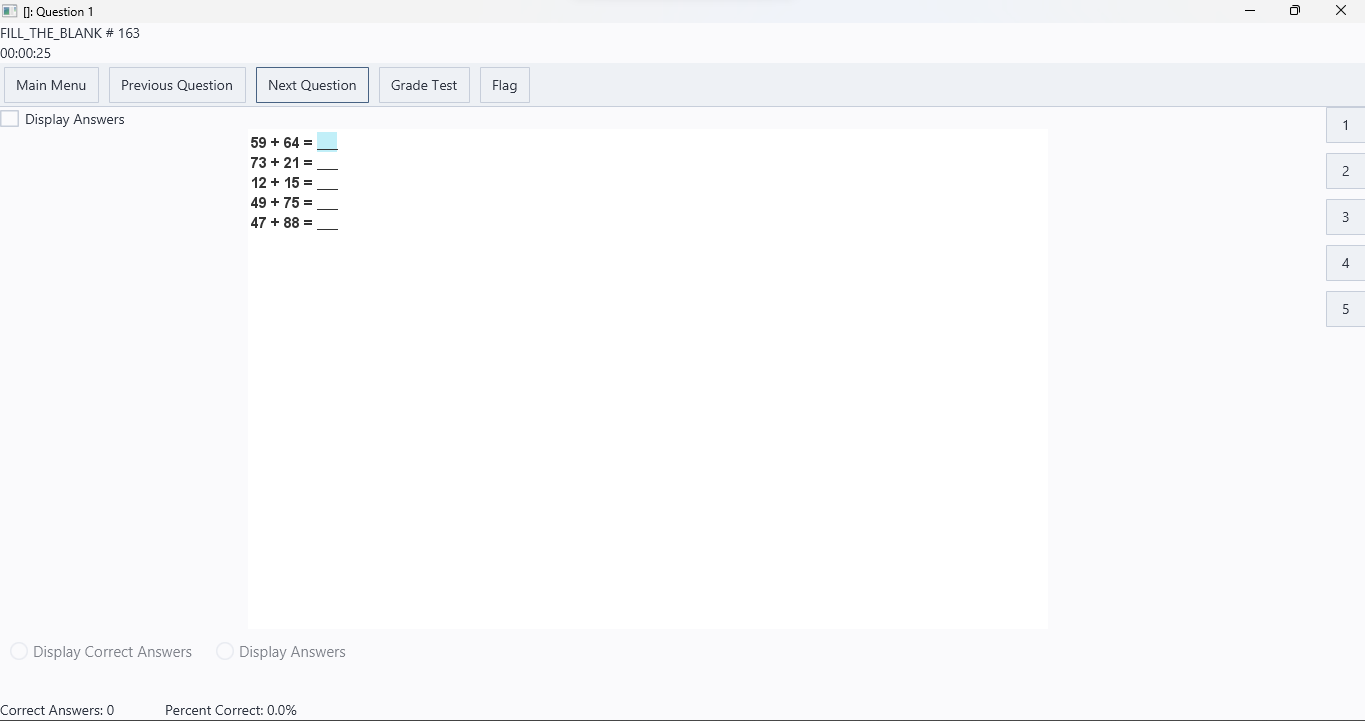 []: Question 1
FILL_THE_BLANK # 163
00:00:25
Main Menu Previous Question Next Question Grade Test Flag
Display Answers
59 + 64 = ___
73 + 21 = ___
12 + 15 = ___
49 + 75 = ___
47 + 88 = ___
1
2
3
4
5
Display Correct Answers Display Answers
Correct Answers: 0 Percent Correct: 0.0%